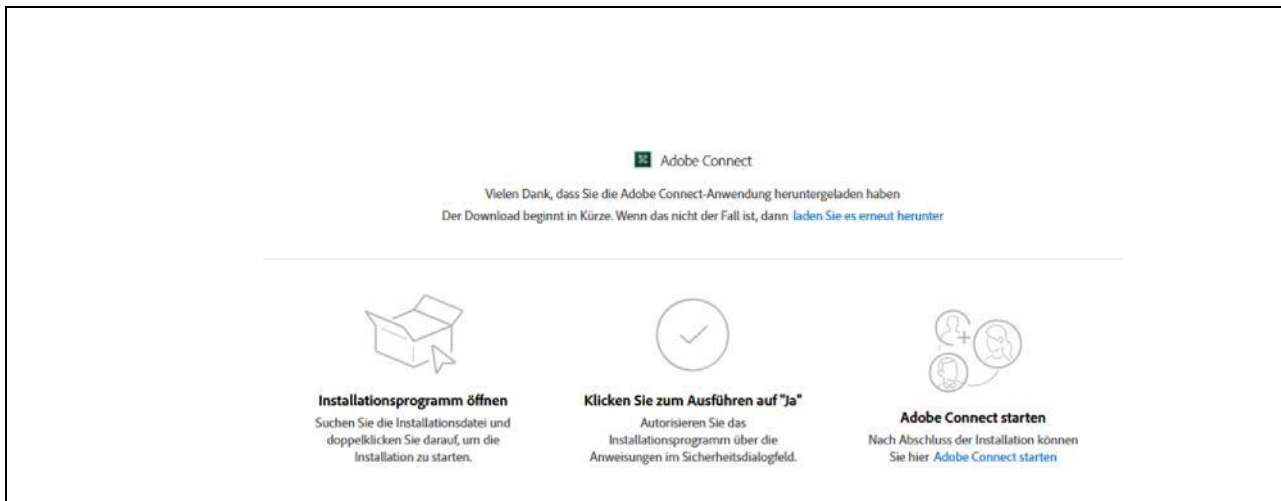 Adobe Connect
Vielen Dank, dass Sie die Adobe Connect-Anwendung heruntergeladen haben
Der Download beginnt in Kürze. Wenn das nicht der Fall ist, dann laden Sie es erneut herunter
Installationsprogramm öffnen
Suchen Sie die Installationsdatei und
doppelklicken Sie darauf, um die
Installation zu starten.
Klicken Sie zum Ausführen auf "Ja"
Autorisieren Sie das
Installationsprogramm über die
Anweisungen im Sicherheitsdialogfeld.
Adobe Connect starten
Nach Abschluss der Installation können
Sie hier Adobe Connect starten